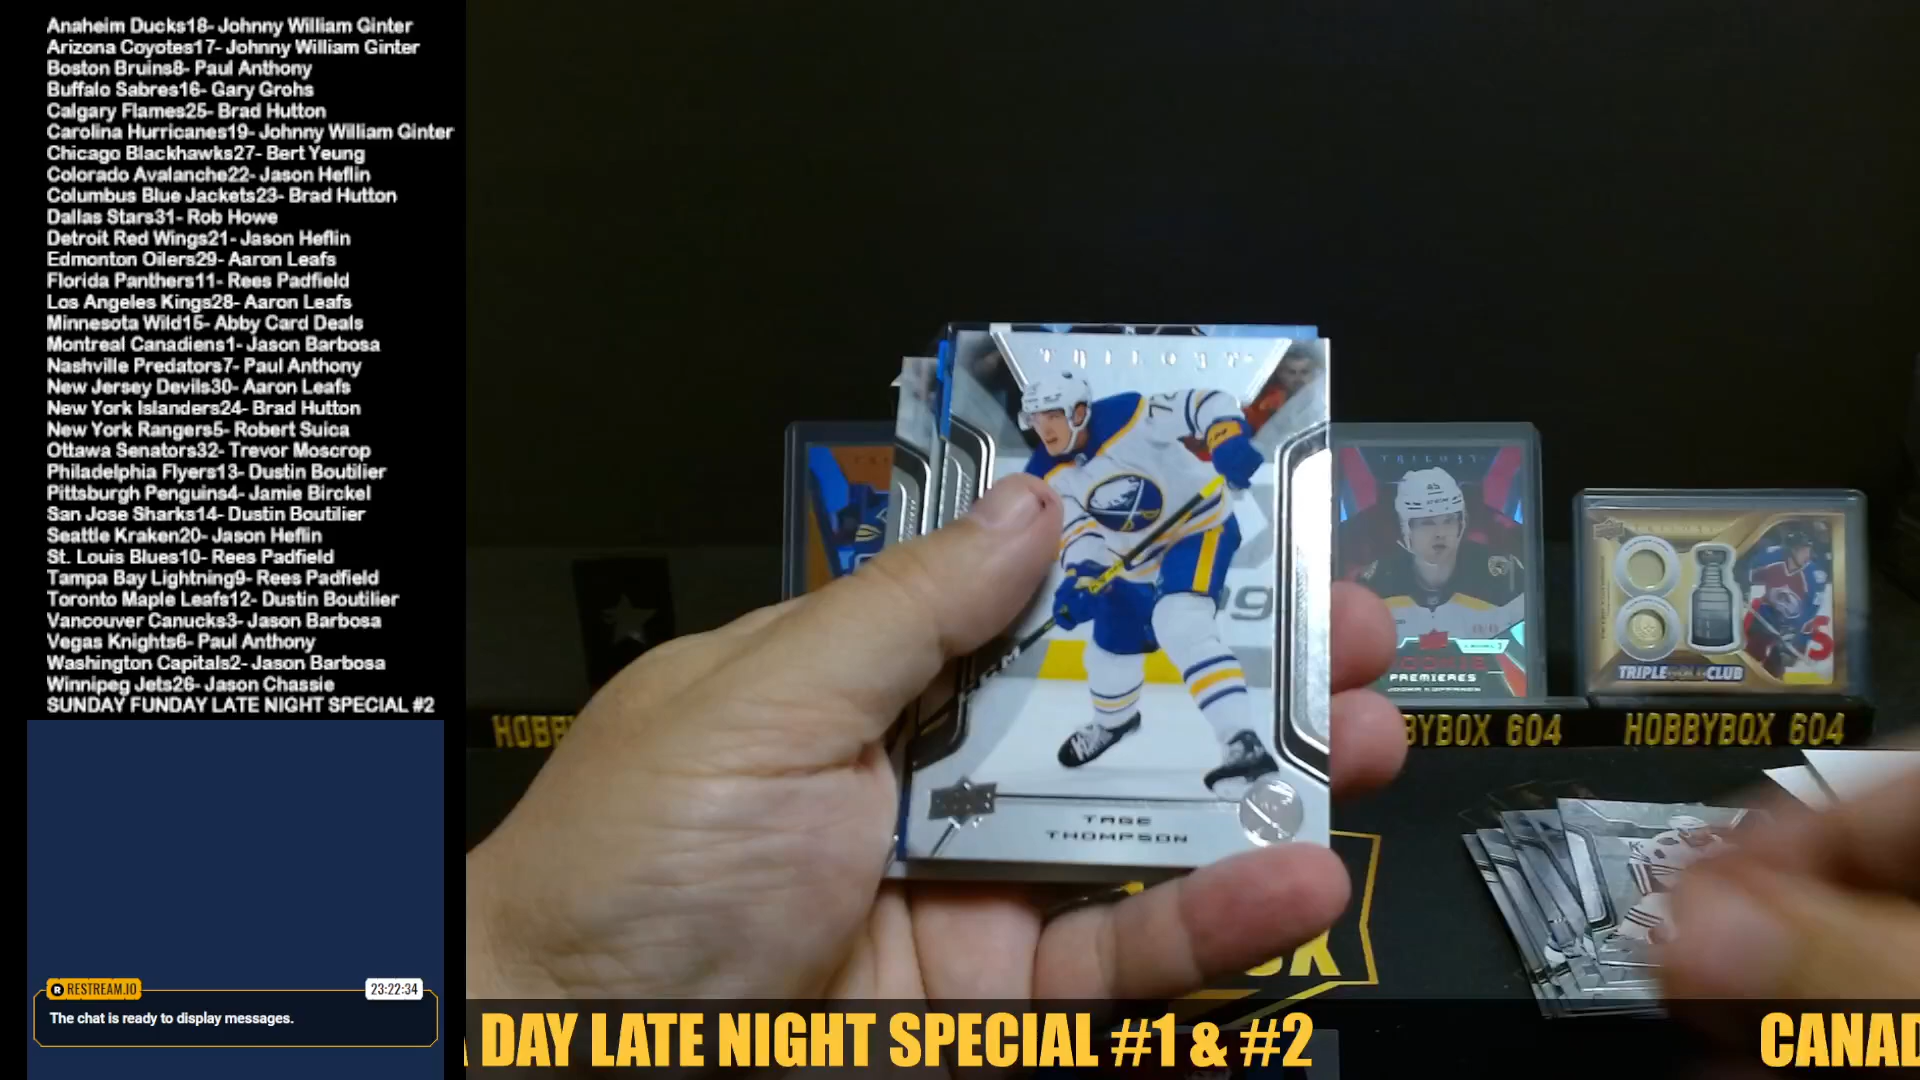 Anaheim Ducks18- Johnny William Ginter
Arizona Coyotes17- Johnny William Ginter
Boston Bruins8- Paul Anthony
Buffalo Sabres16- Gary Grohs
Calgary Flames25- Brad Hutton
Carolina Hurricanes19- Johnny William Ginter
Chicago Blackhawks27- Bert Yeung
Colorado Avalanche22- Jason Heflin
Columbus Blue Jackets23- Brad Hutton
Dallas Stars31- Rob Howe
Detroit Red Wings21- Jason Heflin
Edmonton Oilers29- Aaron Leafs
Florida Panthers11- Rees Padfield
Los Angeles Kings28- Aaron Leafs
Minnesota Wild15- Abby Card Deals
Montreal Canadiens1- Jason Barbosa
Nashville Predators7- Paul Anthony
New Jersey Devils30- Aaron Leafs
New York Islanders24- Brad Hutton
New York Rangers5- Robert Suica
Ottawa Senators32- Trevor Moscrop
Philadelphia Flyers13- Dustin Boutilier
Pittsburgh Penguins4- Jamie Birckel
San Jose Sharks14- Dustin Boutilier
Seattle Kraken20- Jason Heflin
St. Louis Blues10- Rees Padfield
Tampa Bay Lightning9- Rees Padfield
Toronto Maple Leafs12- Dustin Boutilier
Vancouver Canucks3- Jason Barbosa
Vegas Knights6- Paul Anthony
Washington Capitals2- Jason Barbosa
Winnipeg Jets26- Jason Chassie
SUNDAY FUNDAY LATE NIGHT SPECIAL #2
RESTREAM.IO
23:22:34
The chat is ready to display messages.
TRILOGY
72
TAGE
THOMPSON
TRILOGY
45
ROOKIE
PREMIERES
TRIPLE GOLD CLUB
HOBB
BYBOX 604
HOBBYBOX 604
OX
DAY LATE NIGHT SPECIAL #1 & #2
CANAD